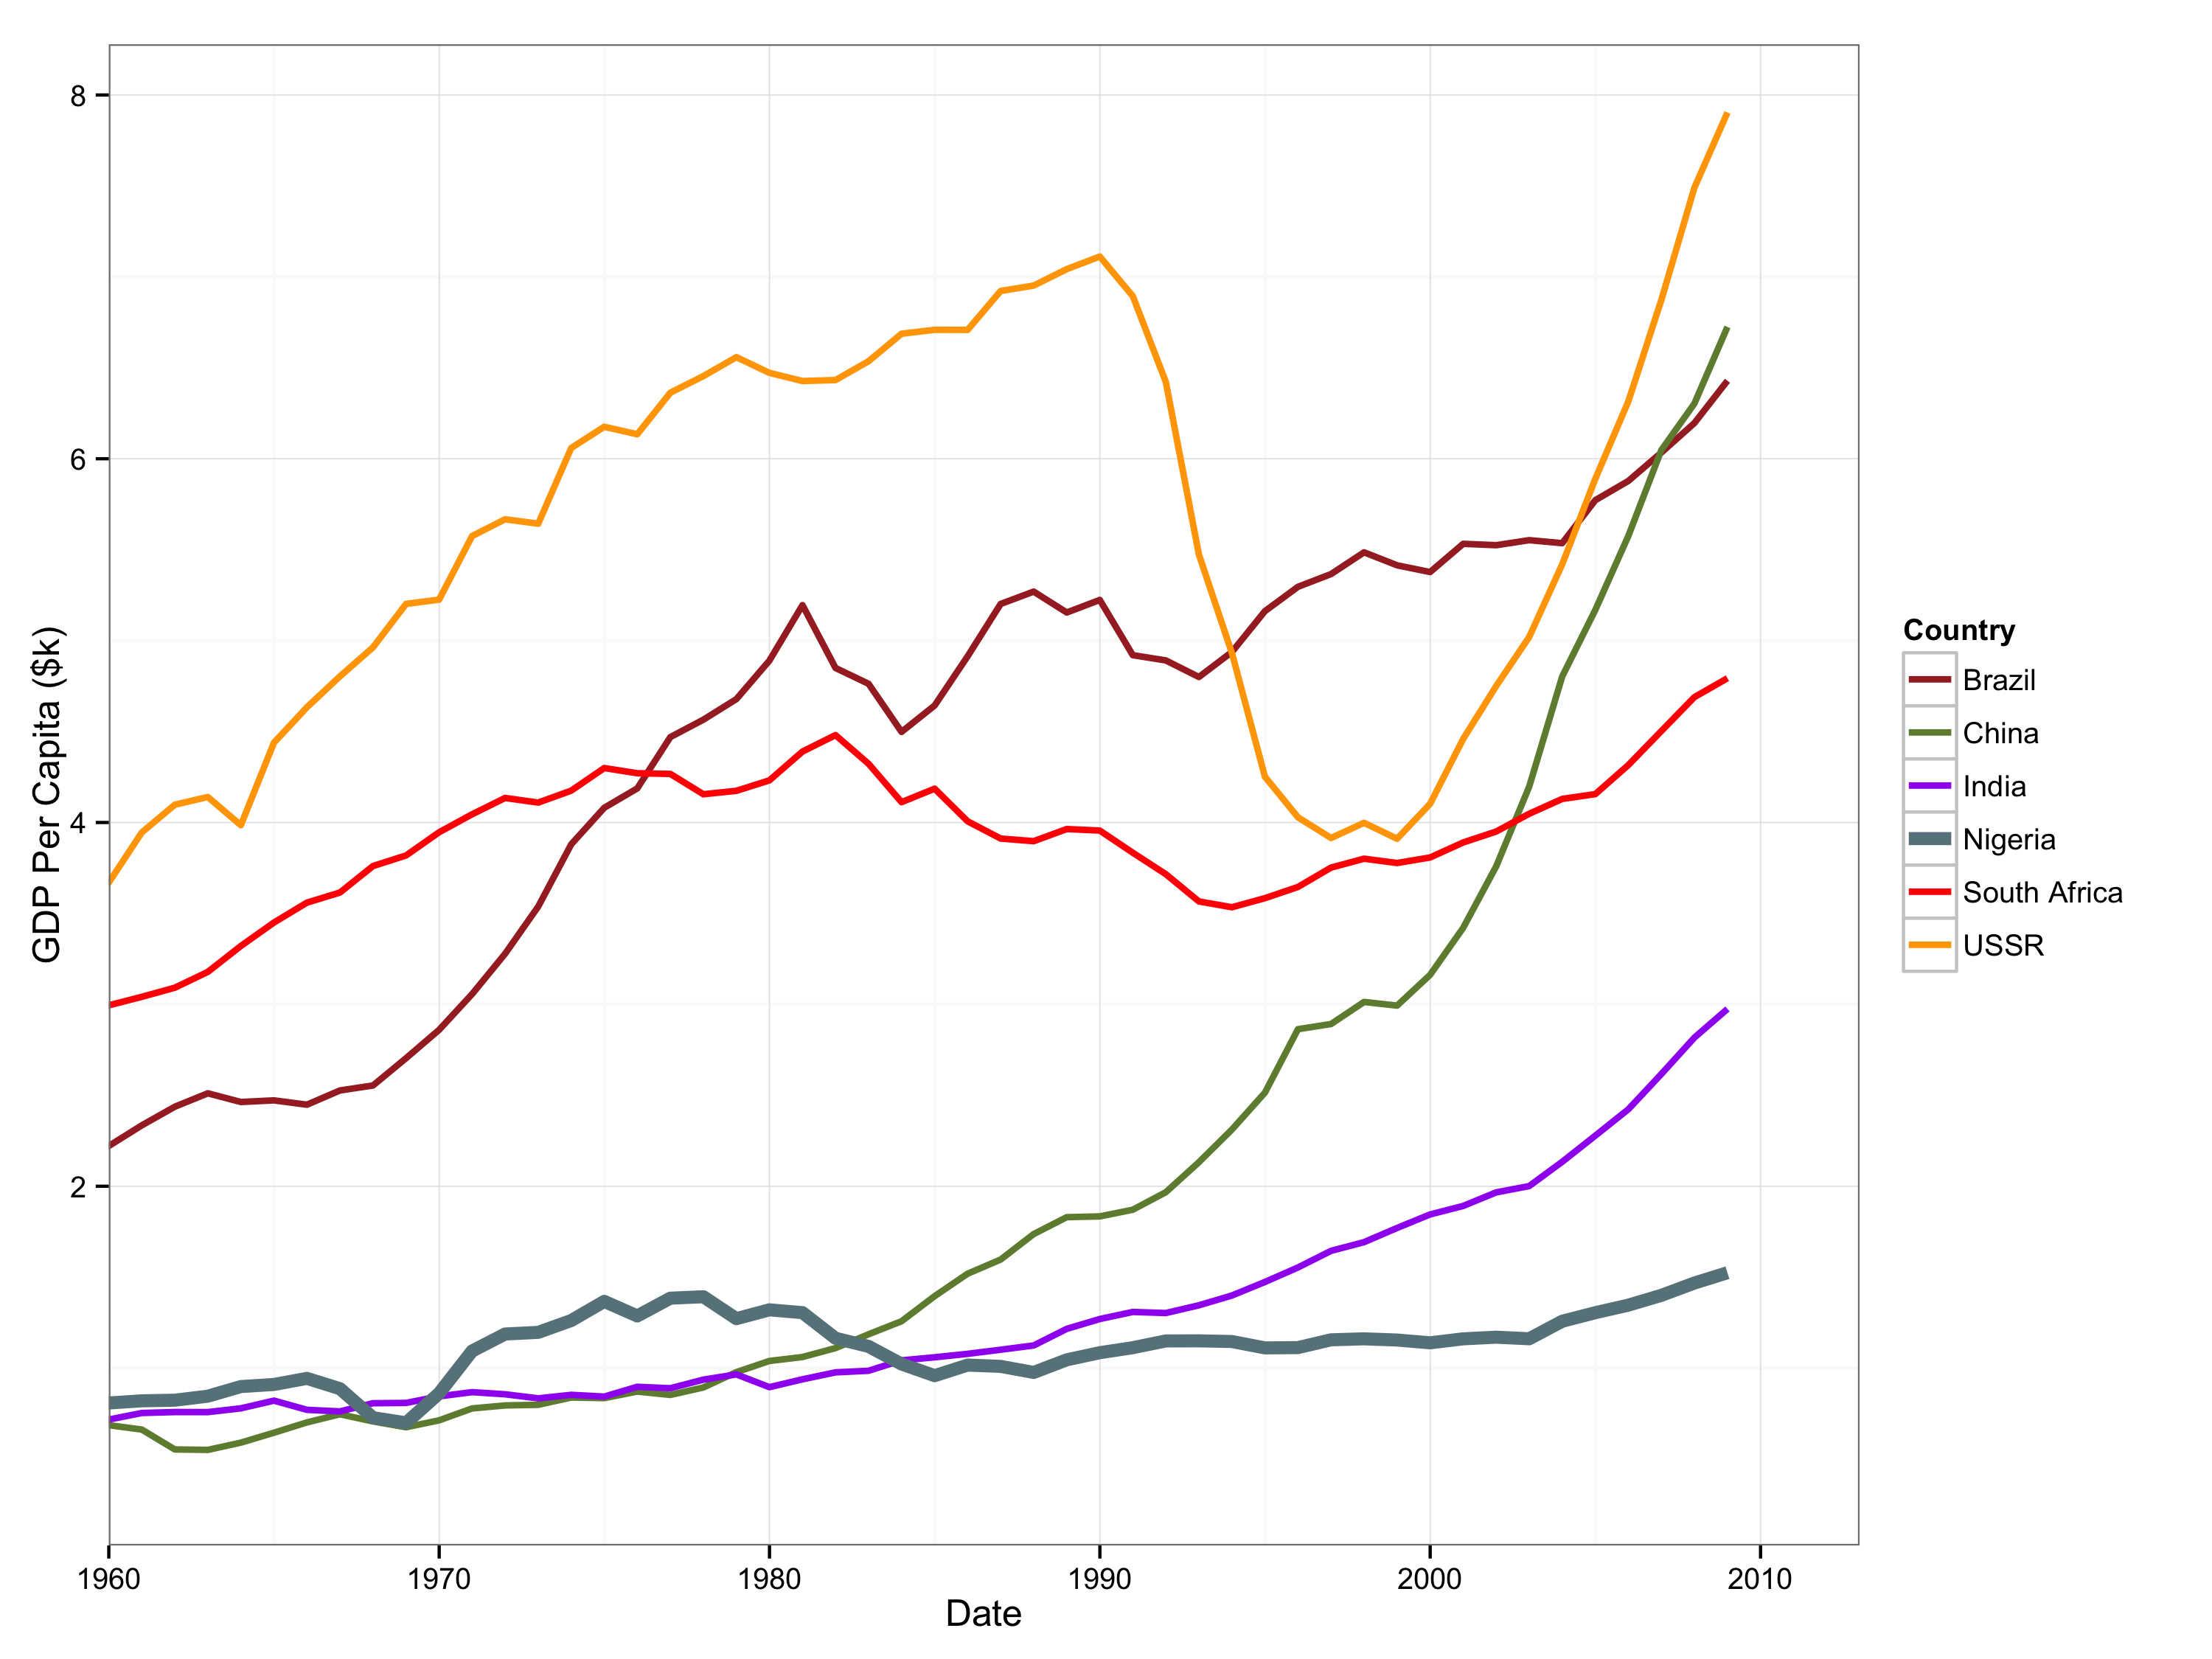 8
6
4
2
GDP Per Capita ($k)
1960 1970 1980 1990 2000 2010
Date
Country
Brazil
China
India
Nigeria
South Africa
USSR